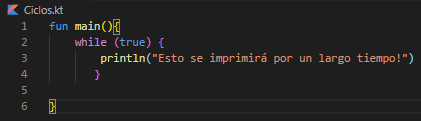 Ciclos.kt
1 fun main(){
2     while (true) {
3         println("Esto se imprimirá por un largo tiempo!")
4        }
5
6 }